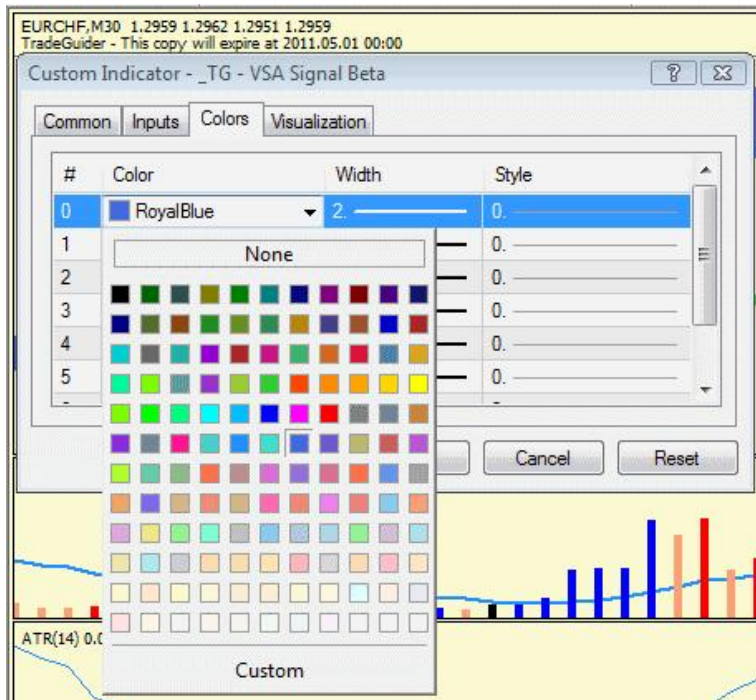 EURCHF,M30 1.2959 1.2962 1.2951 1.2959
TradeGuider - This copy will expire at 2011.05.01 00:00
Custom Indicator - _TG - VSA Signal Beta
Common Inputs Colors Visualization
# Color Width Style
0 RoyalBlue 2. 0.
None
1 0.
2 0.
3 0.
4 0.
5 0.
Cancel Reset
ATR(14) 0.0
Custom